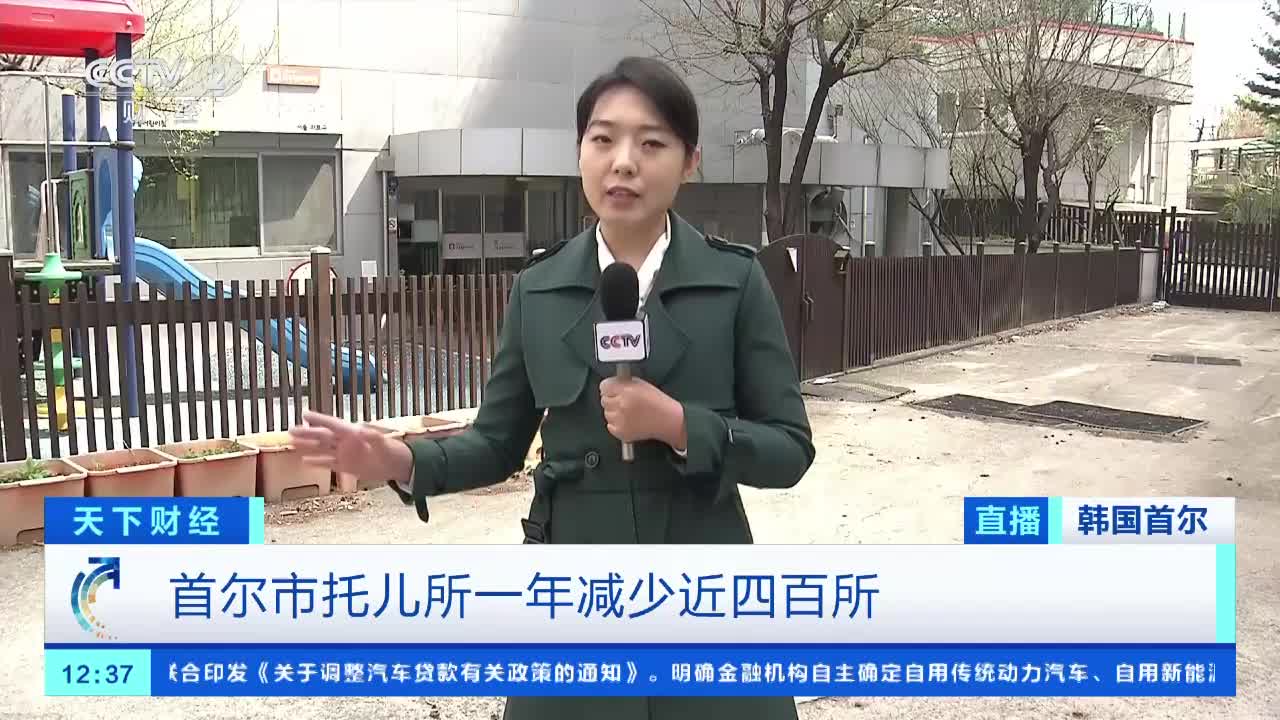 CCTV 2
财经
CCTV
天下财经
直播 韩国首尔
首尔市托儿所一年减少近四百所
12:37 联合印发《关于调整汽车贷款有关政策的通知》。明确金融机构自主确定自用传统动力汽车、自用新能源